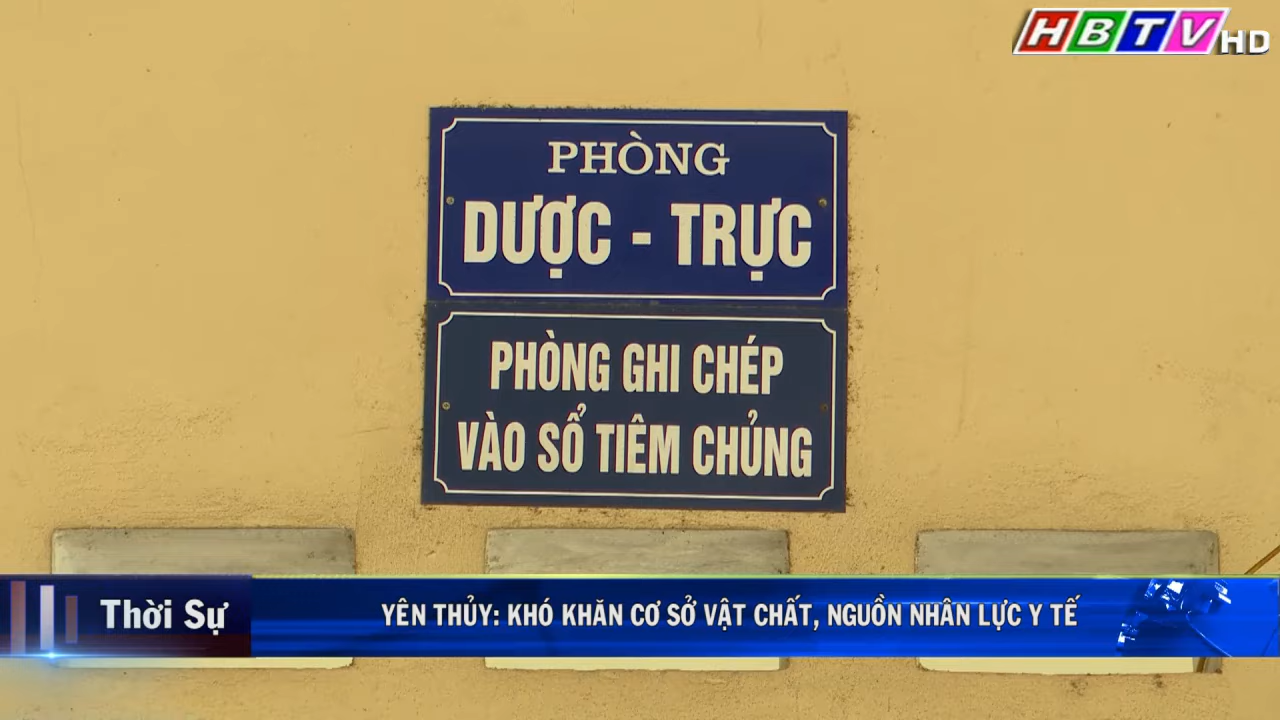 HBTV HD
PHÒNG
DƯỢC - TRỰC
PHÒNG GHI CHÉP
VÀO SỔ TIÊM CHỦNG
Thời Sự
YÊN THỦY: KHÓ KHĂN CƠ SỞ VẬT CHẤT, NGUỒN NHÂN LỰC Y TẾ